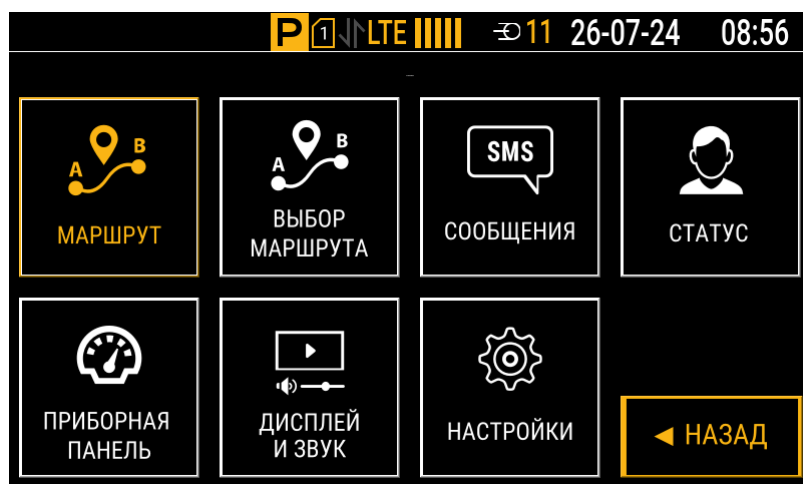 P 1 LTE 11 26-07-24 08:56
A B
МАРШРУТ
A B
ВЫБОР
МАРШРУТА
SMS
СООБЩЕНИЯ
СТАТУС
ПРИБОРНАЯ
ПАНЕЛЬ
ДИСПЛЕЙ
И ЗВУК
НАСТРОЙКИ
НАЗАД